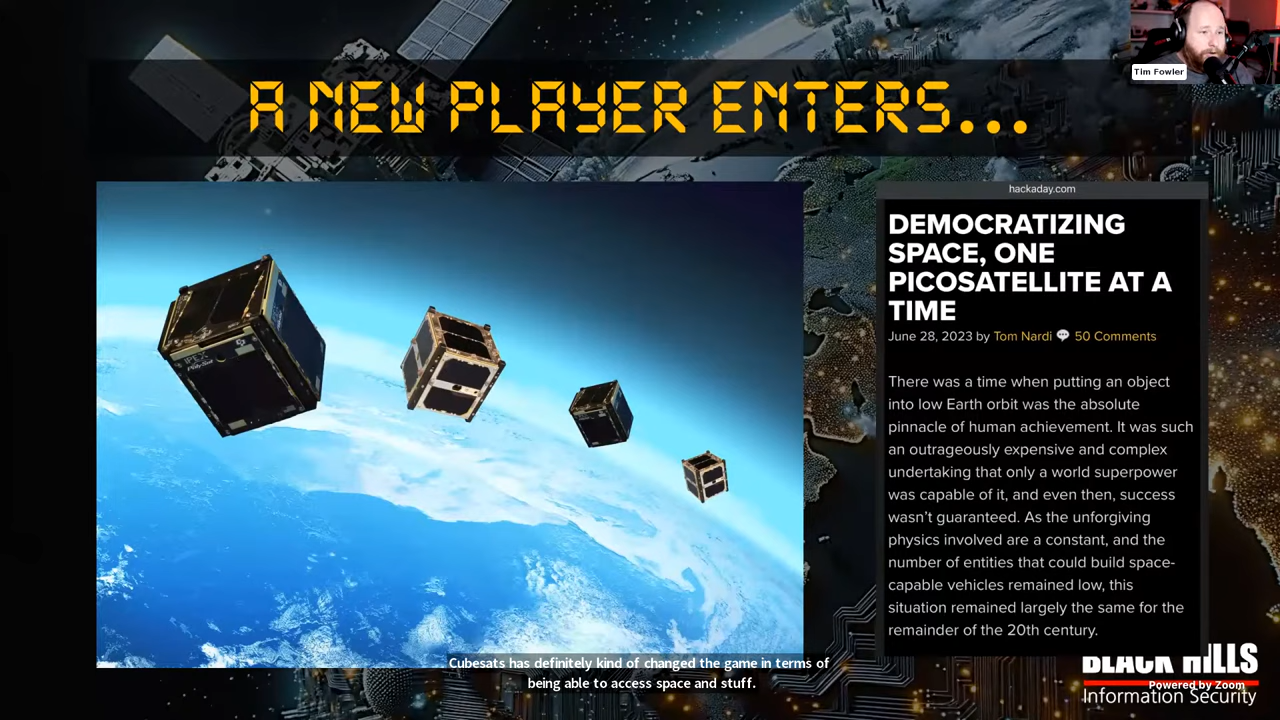 A NEW PLAYER ENTERS...
Tim Fowler
hackaday.com
DEMOCRATIZING
SPACE, ONE
PICOSATELLITE AT A
TIME
June 28, 2023 by Tom Nardi 💬 50 Comments
There was a time when putting an object
into low Earth orbit was the absolute
pinnacle of human achievement. It was such
an outrageously expensive and complex
undertaking that only a world superpower
was capable of it, and even then, success
wasn't guaranteed. As the unforgiving
physics involved are a constant, and the
number of entities that could build space-
capable vehicles remained low, this
situation remained largely the same for the
remainder of the 20th century.
IPEX
PolySat
Cubesats has definitely kind of changed the game in terms of
being able to access space and stuff.
BLACK HILLS
Powered by Zoom
Information Security